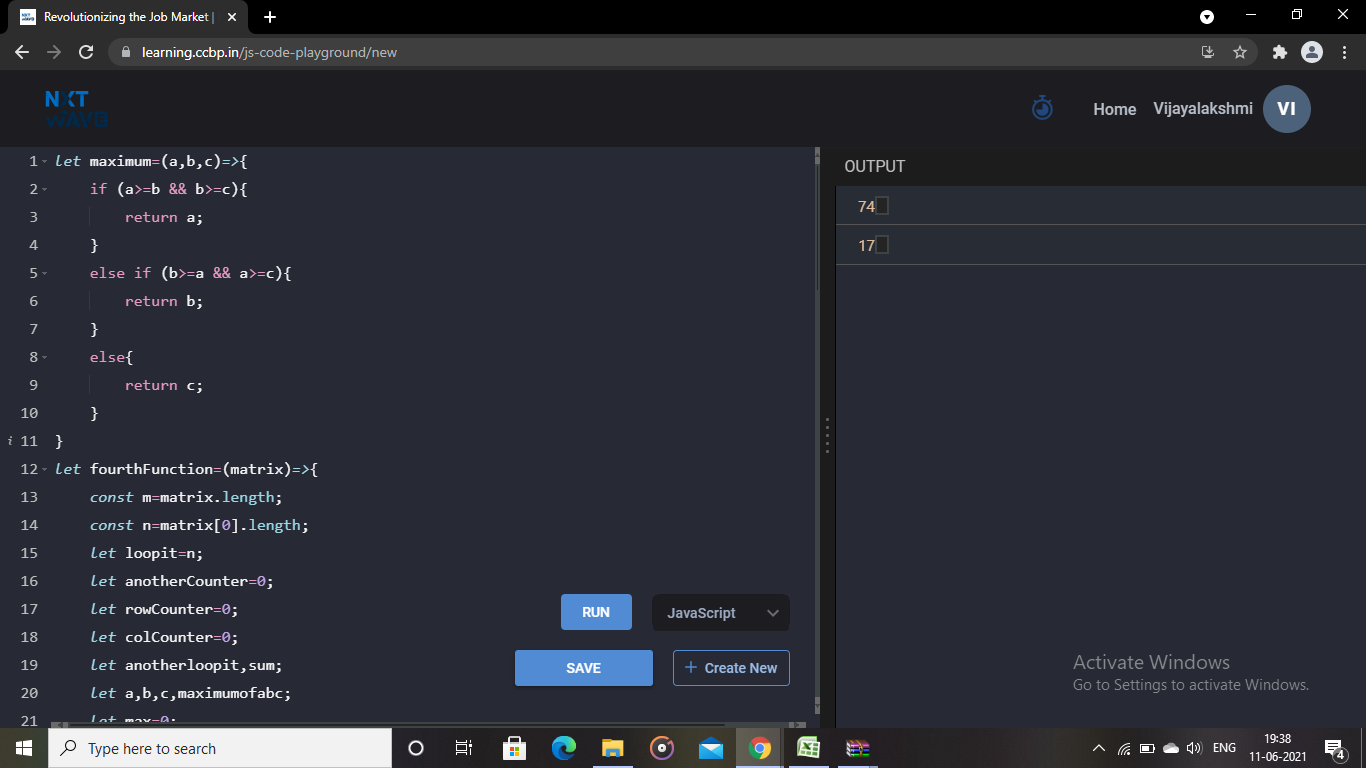 Revolutionizing the Job Market |
learning.ccbp.in/js-code-playground/new
NXT
WAVE
Home
Vijayalakshmi
VI
1 let maximum=(a,b,c)=>{
2 if (a>=b && b>=c){
3 return a;
4 }
5 else if (b>=a && a>=c){
6 return b;
7 }
8 else{
9 return c;
10 }
i 11 }
12 let fourthFunction=(matrix)=>{
13 const m=matrix.length;
14 const n=matrix[0].length;
15 let loopit=n;
16 let anotherCounter=0;
17 let rowCounter=0;
18 let colCounter=0;
19 let anotherloopit,sum;
20 let a,b,c,maximumofabc;
21 let max=0;
RUN
JavaScript
SAVE
+ Create New
OUTPUT
74
17
Activate Windows
Go to Settings to activate Windows.
Type here to search
ENG
19:38
11-06-2021
4